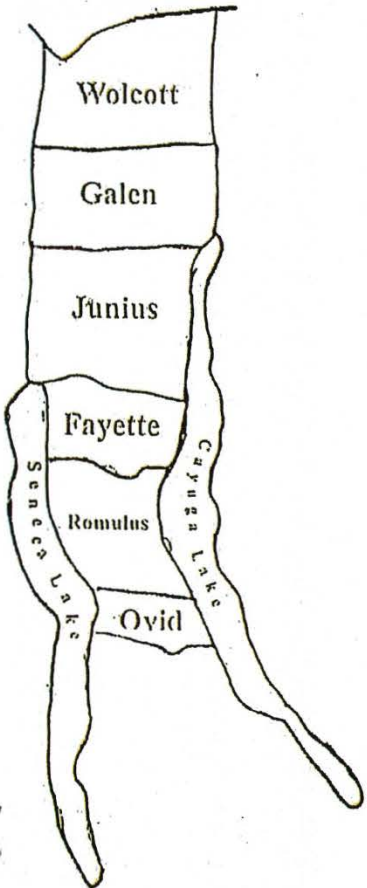 Wolcott
Galen
Junius
Fayette
Seneca Lake
Cayuga Lake
Romulus
Ovid